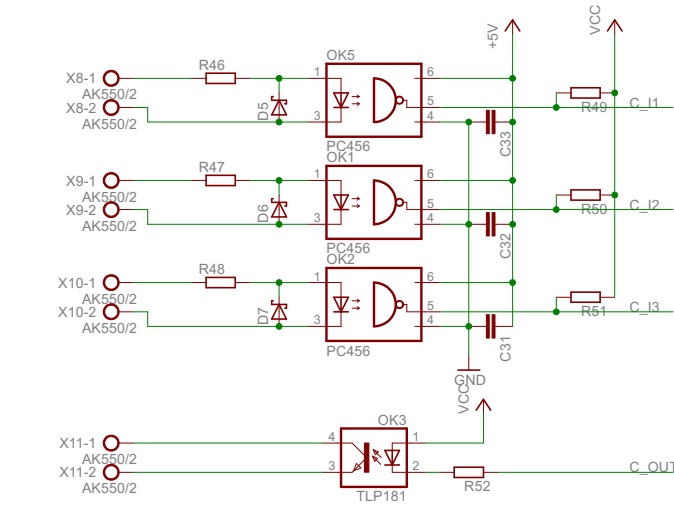 +5V
VCC
OK5
X8-1
R46
1
6
AK550/2
D5
X8-2
5
R49
C_I1
AK550/2
3
4
C33
PC456
OK1
X9-1
R47
1
6
AK550/2
D6
X9-2
5
R50
C_I2
AK550/2
3
4
C32
PC456
OK2
X10-1
R48
1
6
AK550/2
D7
X10-2
5
R51
C_I3
AK550/2
3
4
C31
PC456
GND
VCC
OK3
X11-1
4
1
AK550/2
X11-2
3
2
C_OUT
AK550/2
R52
TLP181